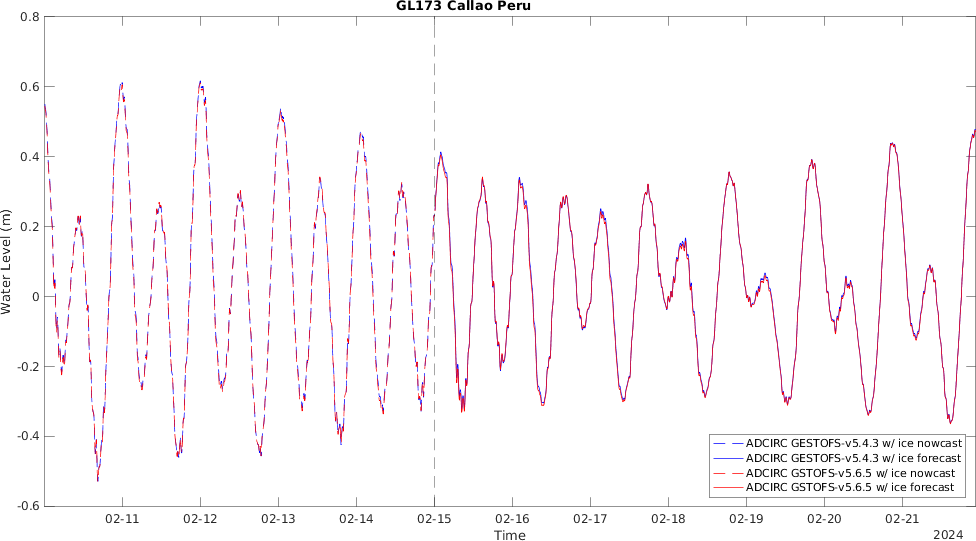 GL173 Callao Peru
0.8
0.6
0.4
0.2
0
-0.2
-0.4
-0.6
Water Level (m)
ADCIRC GESTOFS-v5.4.3 w/ ice nowcast
ADCIRC GESTOFS-v5.4.3 w/ ice forecast
ADCIRC GSTOFS-v5.6.5 w/ ice nowcast
ADCIRC GSTOFS-v5.6.5 w/ ice forecast
02-11 02-12 02-13 02-14 02-15 02-16 02-17 02-18 02-19 02-20 02-21
Time
2024